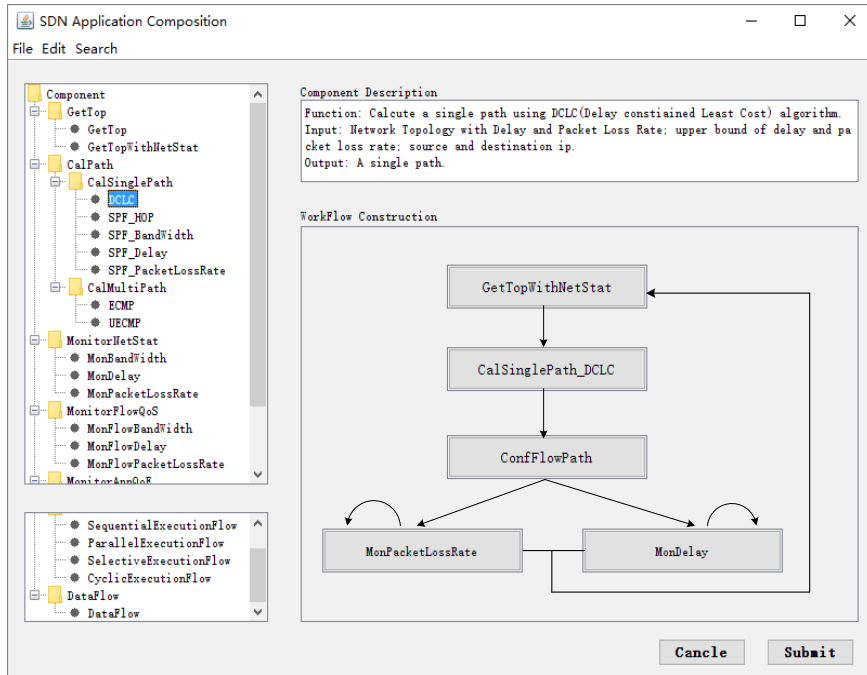 SDN Application Composition
File Edit Search
Component
GetTop
GetTop
GetTopWithNetStat
CalPath
CalSinglePath
DCLC
SPF_HOP
SPF_BandWidth
SPF_Delay
SPF_PacketLossRate
CalMultiPath
ECMP
UECMP
MonitorNetStat
MonBandWidth
MonDelay
MonPacketLossRate
MonitorFlowQoS
MonFlowBandWidth
MonFlowDelay
MonFlowPacketLossRate
MonitorAppQoE
SequentialExecutionFlow
ParallelExecutionFlow
SelectiveExecutionFlow
CyclicExecutionFlow
DataFlow
DataFlow
Component Description
Function: Calcute a single path using DCLC(Delay constiained Least Cost) algorithm.
Input: Network Topology with Delay and Packet Loss Rate; upper bound of delay and pa
cket loss rate; source and destination ip.
Output: A single path.
WorkFlow Construction
GetTopWithNetStat
CalSinglePath_DCLC
ConfFlowPath
MonPacketLossRate
MonDelay
Cancle
Submit